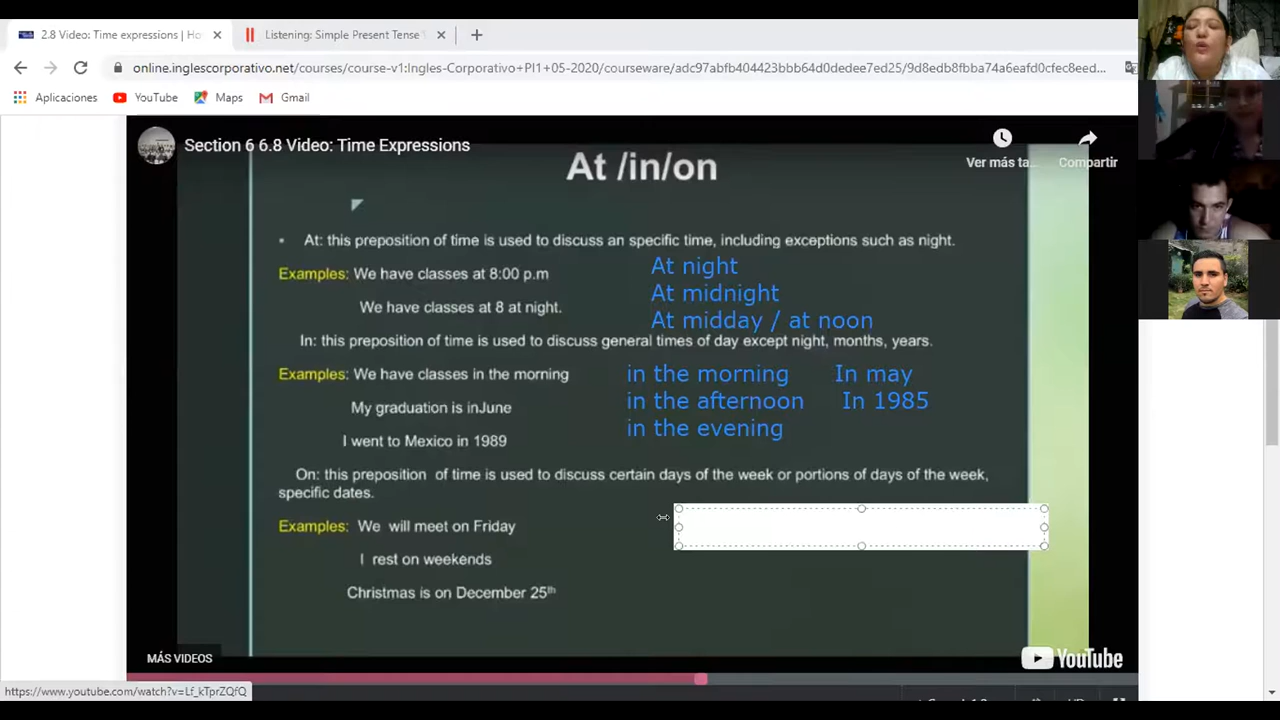 2.8 Video: Time expressions | Ho
Listening: Simple Present Tense
online.inglescorporativo.net/courses/course-v1:Ingles-Corporativo+PI1+05-2020/courseware/adc97abfb404423bbb64d0dedee7ed25/9d8edb8fbba74a6eafd0cfec8eed...
Aplicaciones YouTube Maps Gmail
Section 6 6.8 Video: Time Expressions
Ver más ta... Compartir
At /in/on
At: this preposition of time is used to discuss an specific time, including exceptions such as night.
Examples: We have classes at 8:00 p.m
At night
At midnight
We have classes at 8 at night.
At midday / at noon
In: this preposition of time is used to discuss general times of day except night, months, years.
Examples: We have classes in the morning
in the morning In may
My graduation is inJune
in the afternoon In 1985
I went to Mexico in 1989
in the evening
On: this preposition of time is used to discuss certain days of the week or portions of days of the week,
specific dates.
Examples: We will meet on Friday
I rest on weekends
Christmas is on December 25th
MÁS VIDEOS
YouTube
https://www.youtube.com/watch?v=Lf_kTprZQfQ